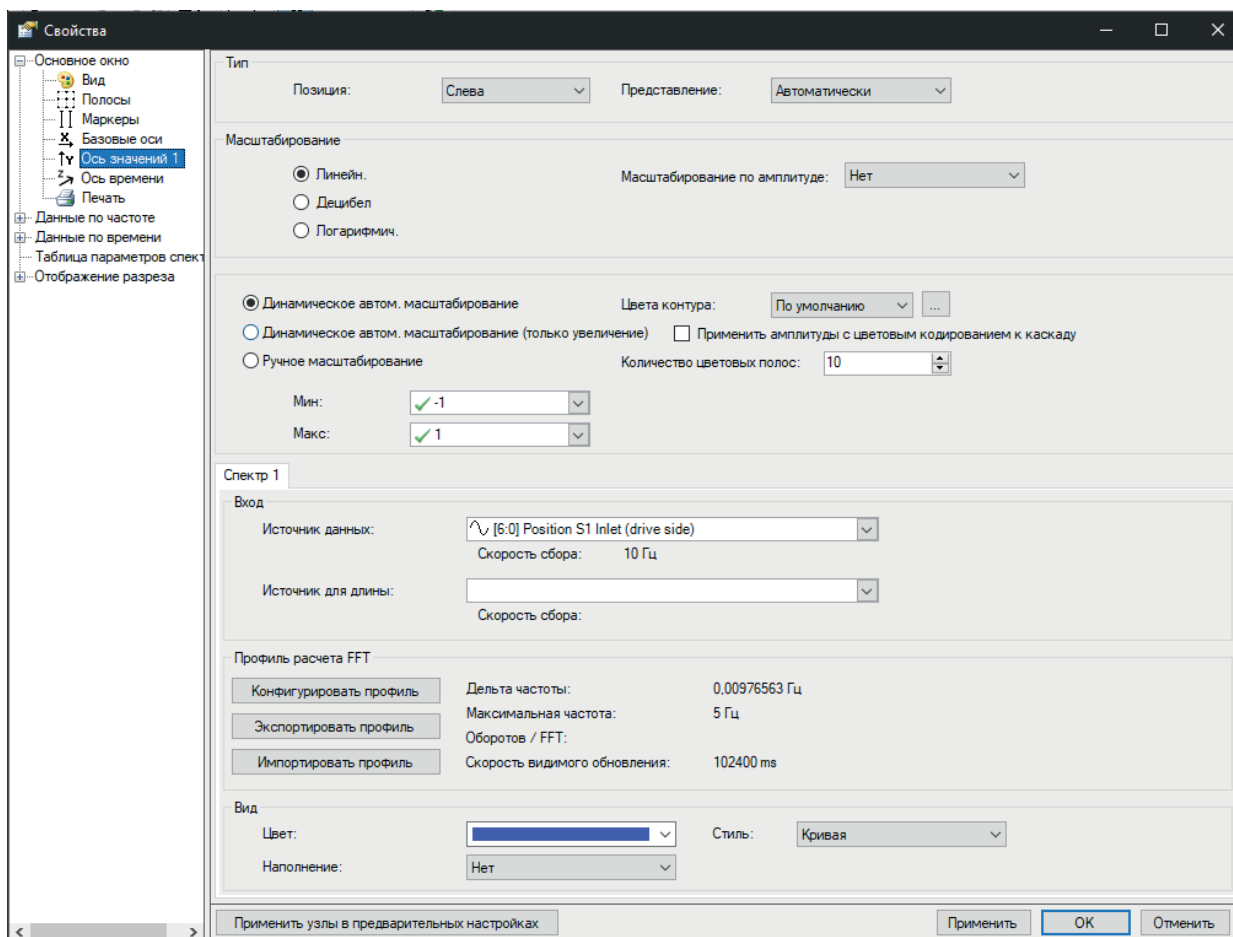 Свойства
Основное окно
Вид
Полосы
Маркеры
Базовые оси
Ось значений 1
Ось времени
Печать
Данные по частоте
Данные по времени
Таблица параметров спект
Отображение разреза
Тип
Позиция: Слева Представление: Автоматически
Масштабирование
Линейн. Масштабирование по амплитуде: Нет
Децибел
Логарифмич.
Динамическое автом. масштабирование Цвета контура: По умолчанию ...
Динамическое автом. масштабирование (только увеличение) Применить амплитуды с цветовым кодированием к каскаду
Ручное масштабирование Количество цветовых полос: 10
Мин: -1
Макс: 1
Спектр 1
Вход
Источник данных: [6:0] Position S1 Inlet (drive side)
Скорость сбора: 10 Гц
Источник для длины:
Скорость сбора:
Профиль расчета FFT
Конфигурировать профиль Дельта частоты: 0,00976563 Гц
Максимальная частота: 5 Гц
Экспортировать профиль
Оборотов / FFT:
Импортировать профиль Скорость видимого обновления: 102400 ms
Вид
Цвет: Стиль: Кривая
Наполнение: Нет
Применить узлы в предварительных настройках Применить OK Отменить